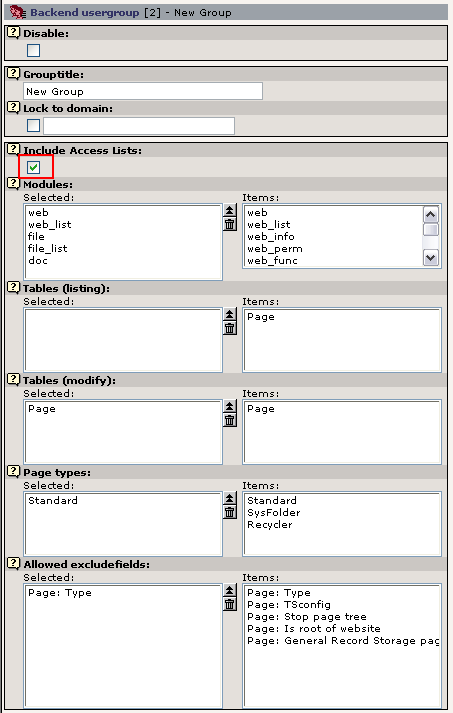 Backend usergroup [2] - New Group
? Disable:
? Grouptitle:
New Group
? Lock to domain:
? Include Access Lists:
? Modules:
Selected: Items:
web web
web_list web_list
file web_info
file_list web_perm
doc web_func
? Tables (listing):
Selected: Items:
Page
? Tables (modify):
Selected: Items:
Page Page
? Page types:
Selected: Items:
Standard Standard
SysFolder
Recycler
? Allowed excludefields:
Selected: Items:
Page: Type Page: Type
Page: TSconfig
Page: Stop page tree
Page: Is root of website
Page: General Record Storage pag